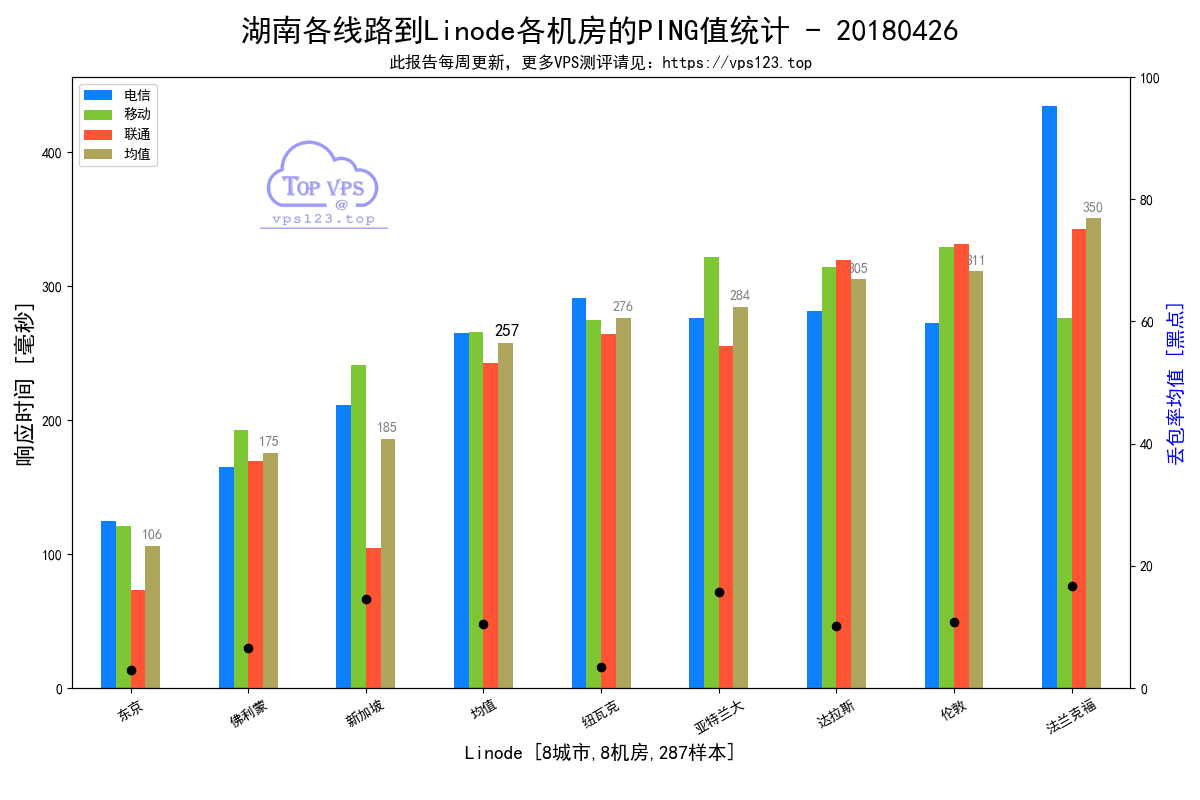 湖南各线路到Linode各机房的PING值统计 - 20180426
此报告每周更新，更多VPS测评请见：https://vps123.top
电信
移动
联通
均值
TOP VPS
@
vps123.top
响应时间 [毫秒]
400
300
200
100
0
106
175
185
257
276
284
305
311
350
100
80
60
40
20
0
丢包率均值 [黑点]
东京
佛利蒙
新加坡
均值
纽瓦克
亚特兰大
达拉斯
伦敦
法兰克福
Linode [8城市,8机房,287样本]